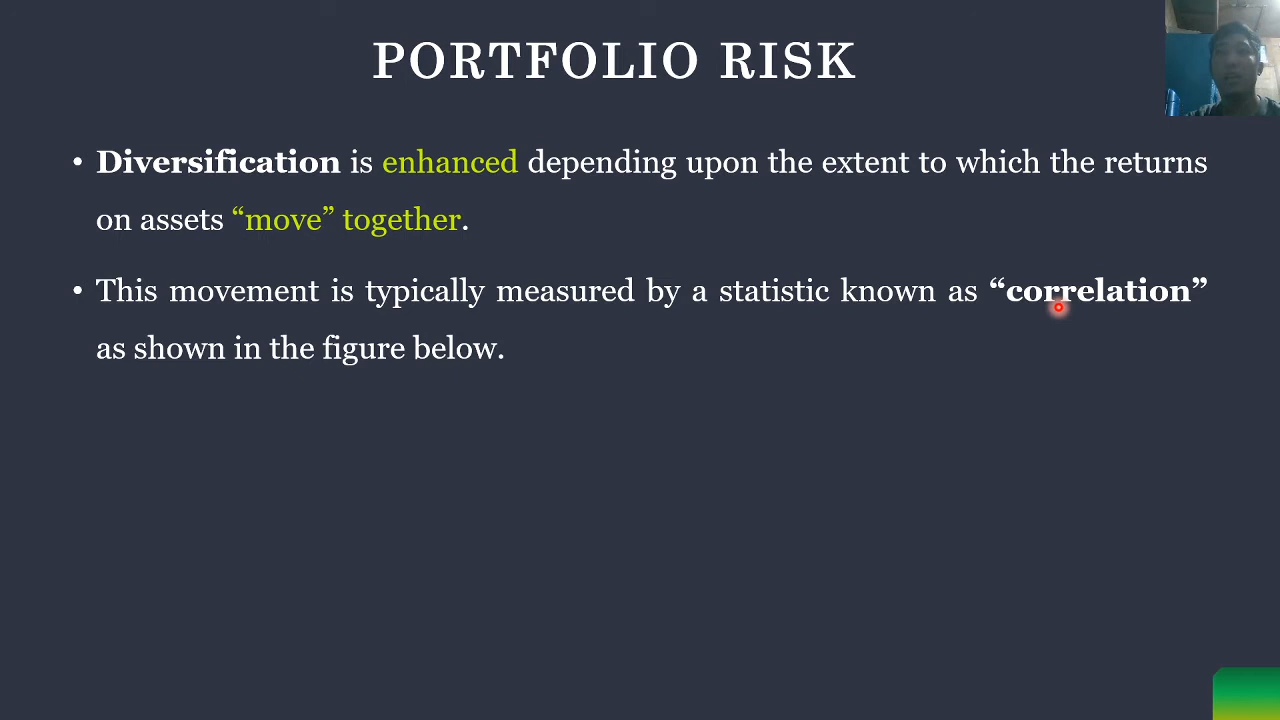 PORTFOLIO RISK
• Diversification is enhanced depending upon the extent to which the returns
on assets “move” together.
• This movement is typically measured by a statistic known as “correlation”
as shown in the figure below.